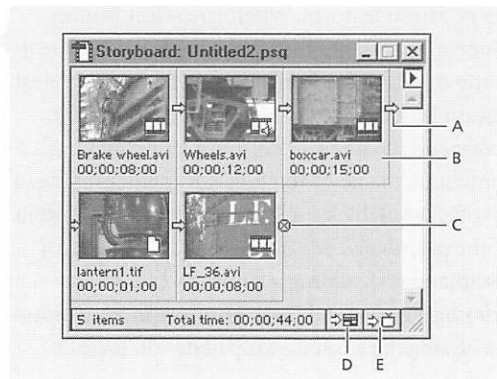 Storyboard: Untitled2.psq
A
Brake wheel.avi Wheels.avi boxcar.avi
B
00;00;08;00 00;00;12;00 00;00;15;00
LF
C
lantern1.tif LF_36.avi
00;00;01;00 00;00;08;00
5 items Total time: 00;00;44;00
D E